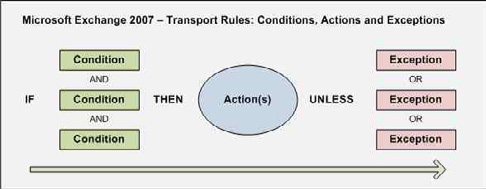 Microsoft Exchange 2007 – Transport Rules: Conditions, Actions and Exceptions
Condition
Exception
AND
OR
IF
Condition
THEN
Action(s)
UNLESS
Exception
AND
OR
Condition
Exception